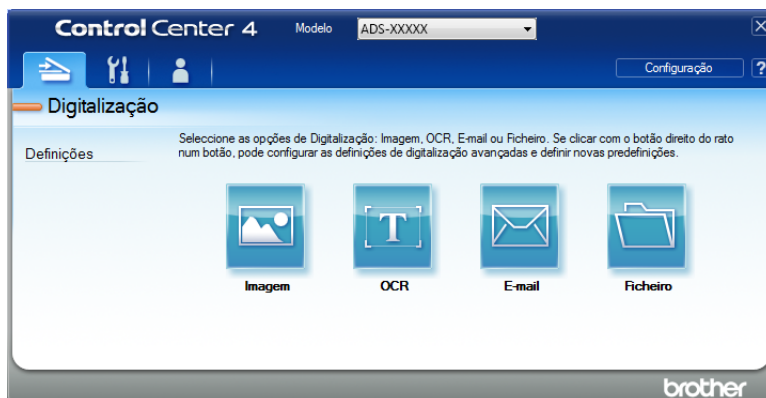 Control Center 4 Modelo ADS-XXXXX
Configuração ?
Digitalização
Definições
Seleccione as opções de Digitalização: Imagem, OCR, E-mail ou Ficheiro. Se clicar com o botão direito do rato
num botão, pode configurar as definições de digitalização avançadas e definir novas predefinições.
T
Imagem OCR E-mail Ficheiro
brother